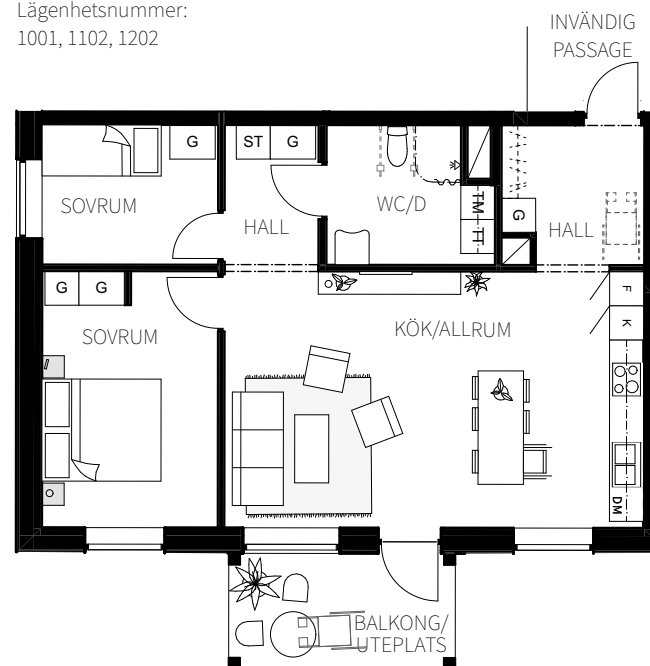 Lägenhetsnummer:
1001, 1102, 1202
INVÄNDIG
PASSAGE
G
ST
G
SOVRUM
HALL
WC/D
TM
TT
G
HALL
G
G
SOVRUM
KÖK/ALLRUM
F
K
DM
BALKONG/
UTEPLATS